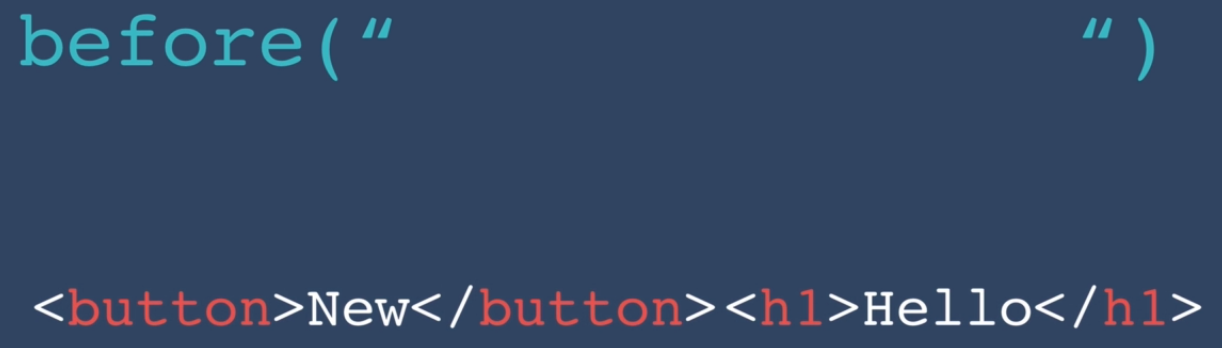 before(“ “)
<button>New</button><h1>Hello</h1>